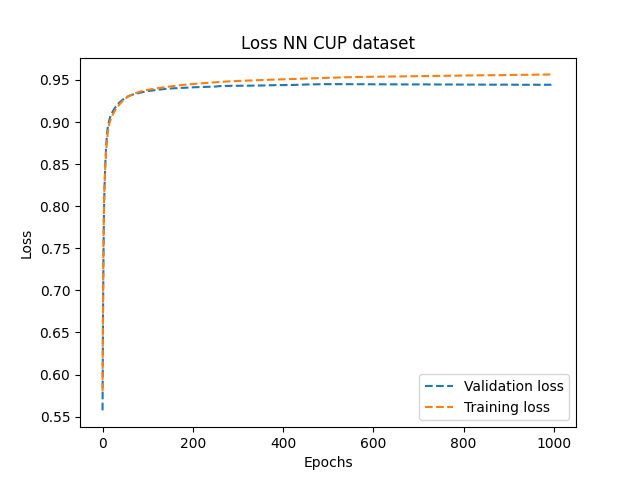 Loss NN CUP dataset
0.95
0.90
0.85
0.80
0.75
0.70
0.65
0.60
0.55
Loss
Validation loss
Training loss
0 200 400 600 800 1000
Epochs